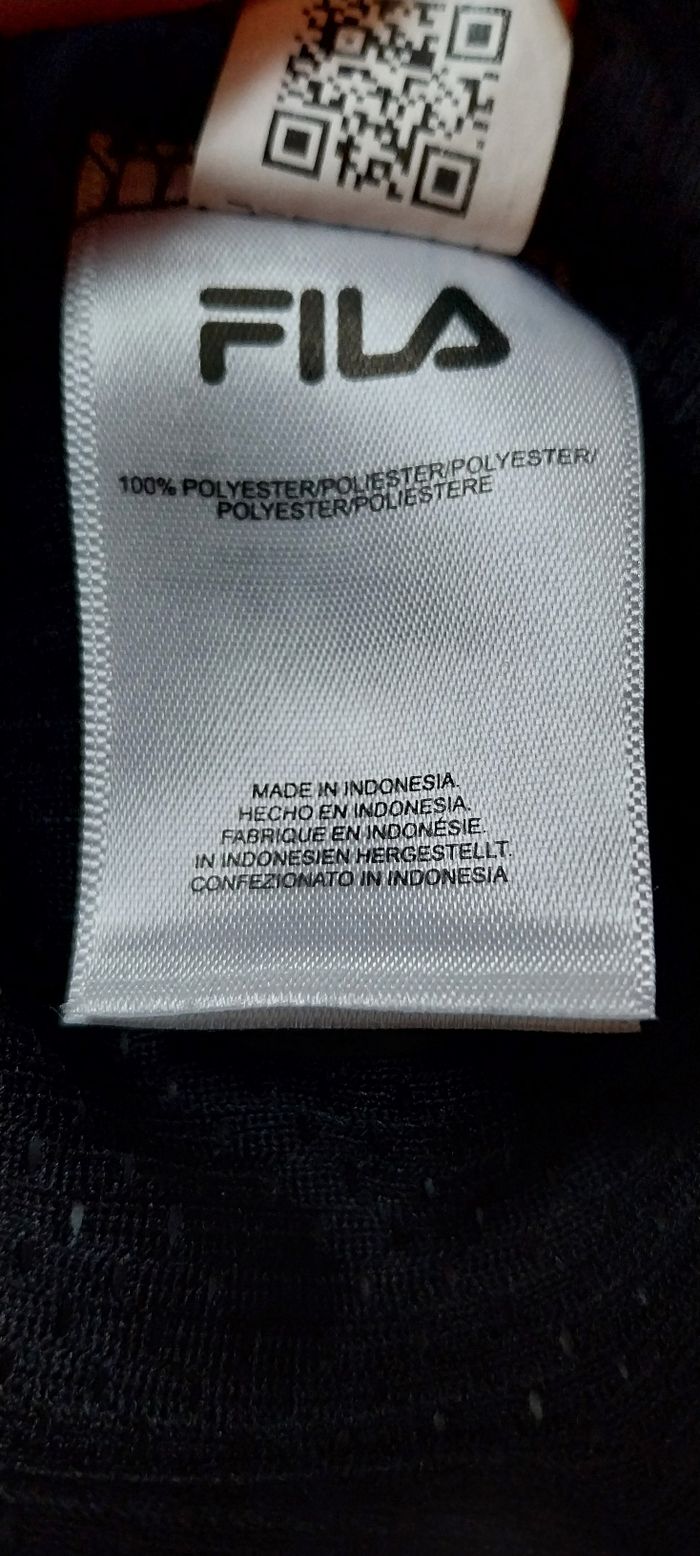 FILA
100% POLYESTER/POLIESTER/POLYESTER/
POLYESTER/POLIESTERE
MADE IN INDONESIA.
HECHO EN INDONESIA.
FABRIQUE EN INDONÉSIE.
IN INDONESIEN HERGESTELLT.
CONFEZIONATO IN INDONESIA